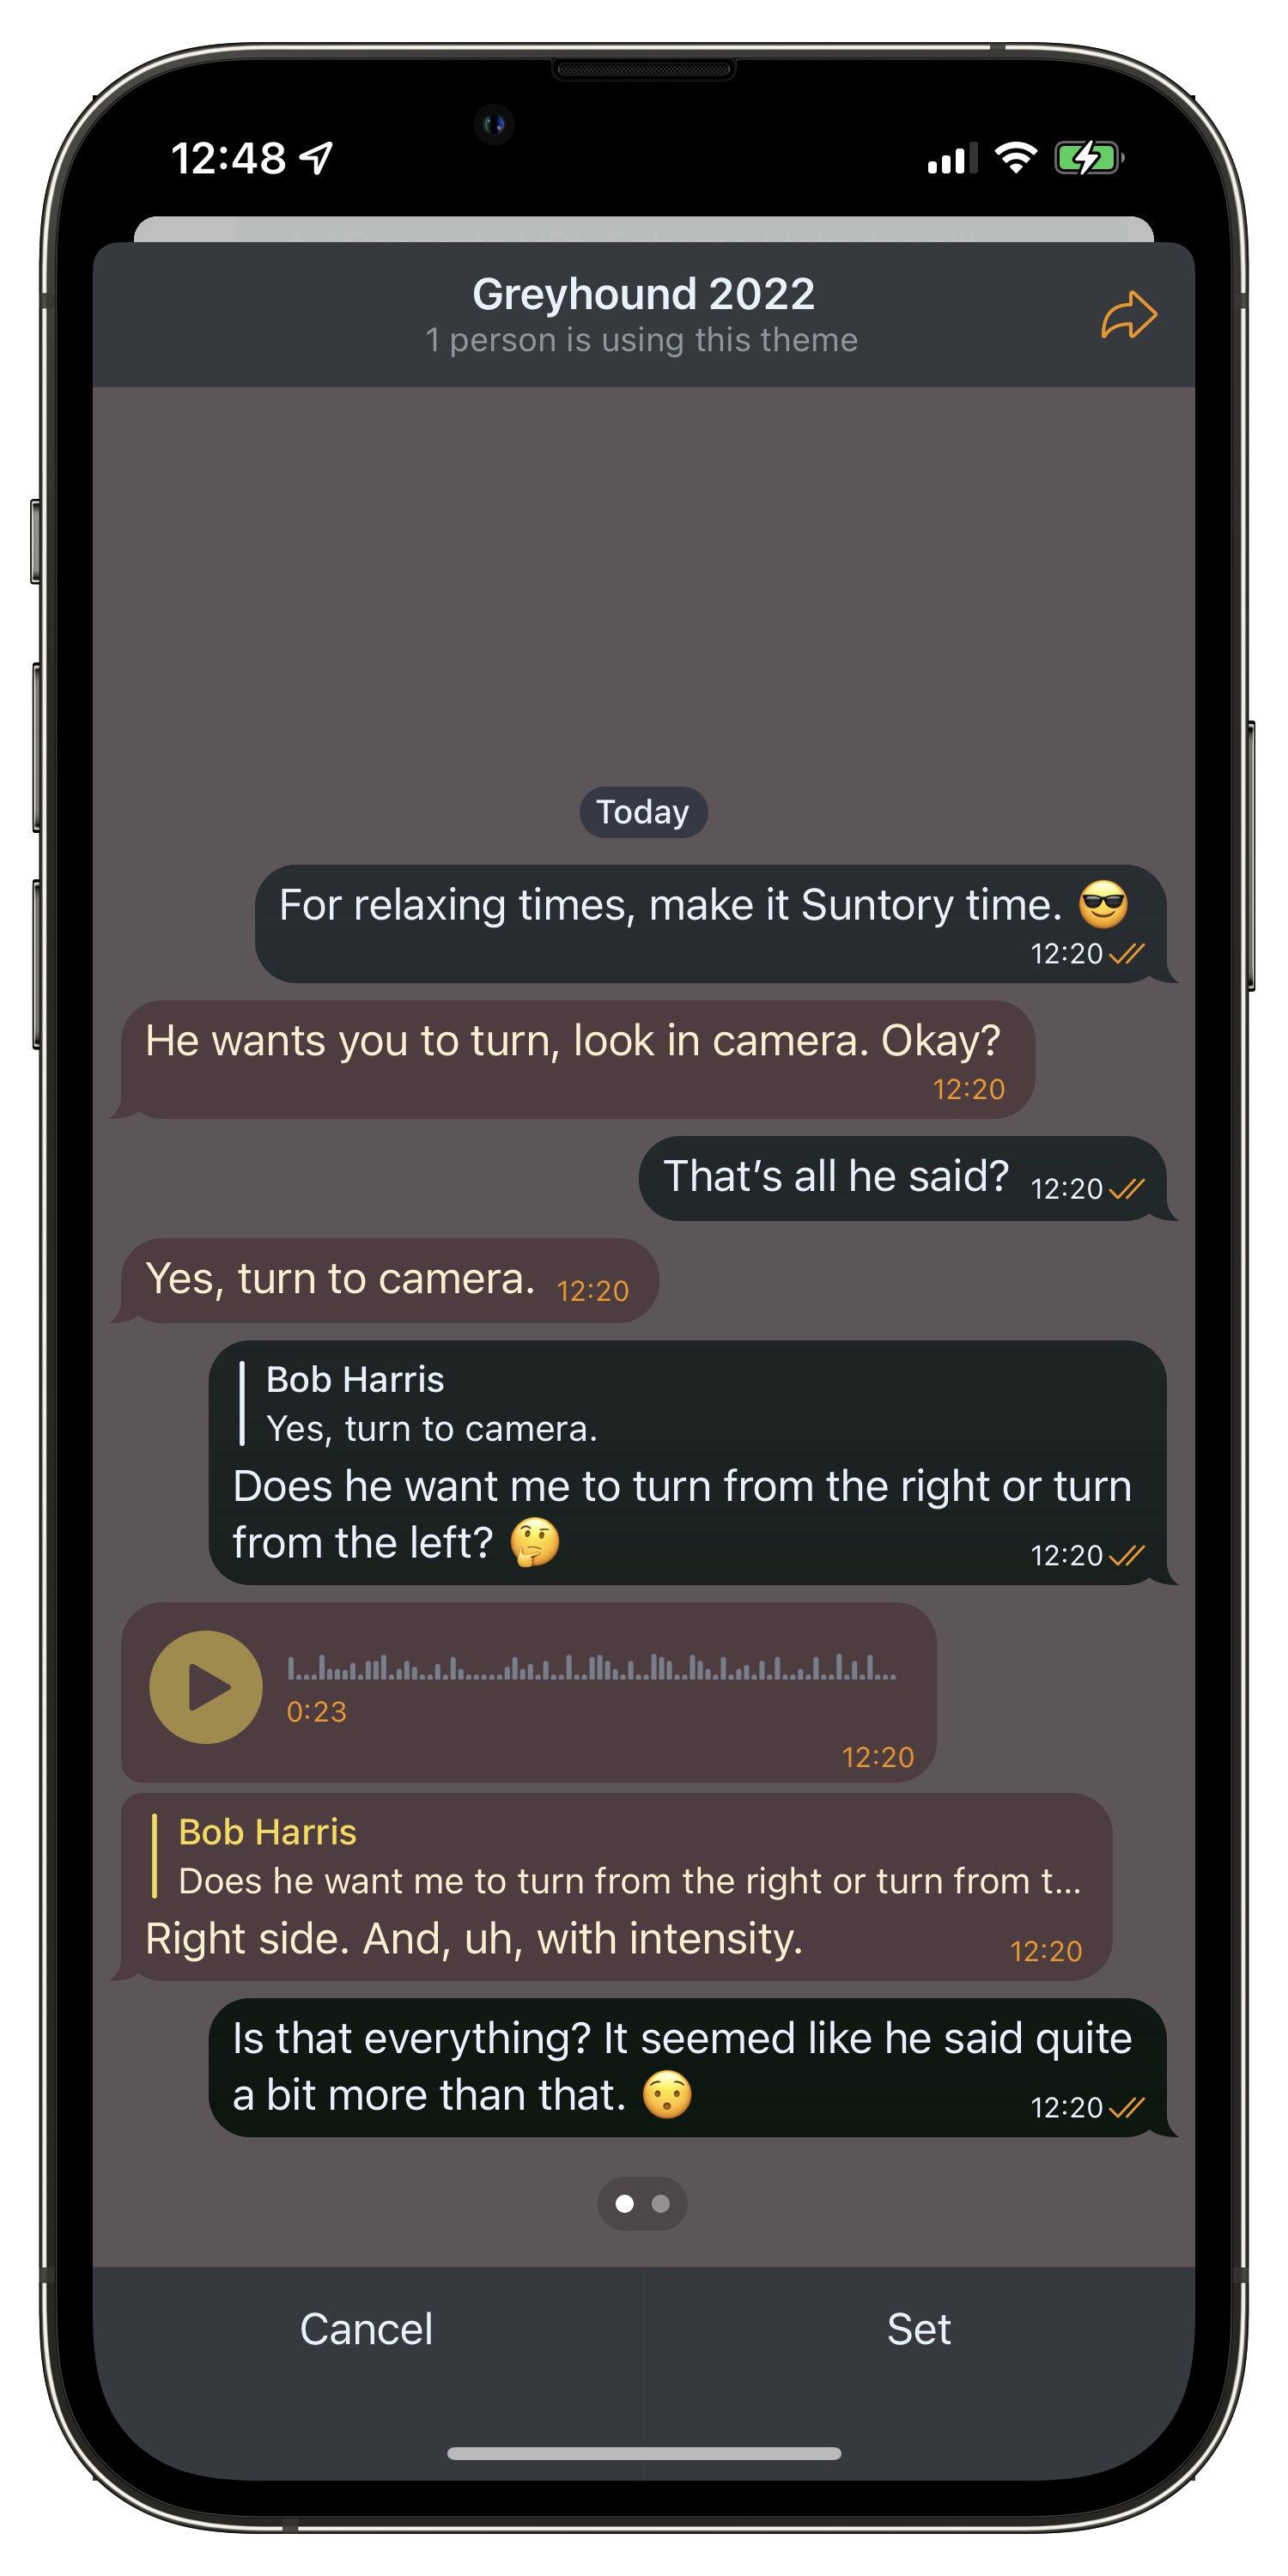 12:48
Greyhound 2022
1 person is using this theme
Today
For relaxing times, make it Suntory time. 😎
12:20
He wants you to turn, look in camera. Okay?
12:20
That’s all he said? 12:20
Yes, turn to camera. 12:20
Bob Harris
Yes, turn to camera.
Does he want me to turn from the right or turn
from the left? 🤔 12:20
0:23
12:20
Bob Harris
Does he want me to turn from the right or turn from t...
Right side. And, uh, with intensity. 12:20
Is that everything? It seemed like he said quite
a bit more than that. 😯 12:20
Cancel Set